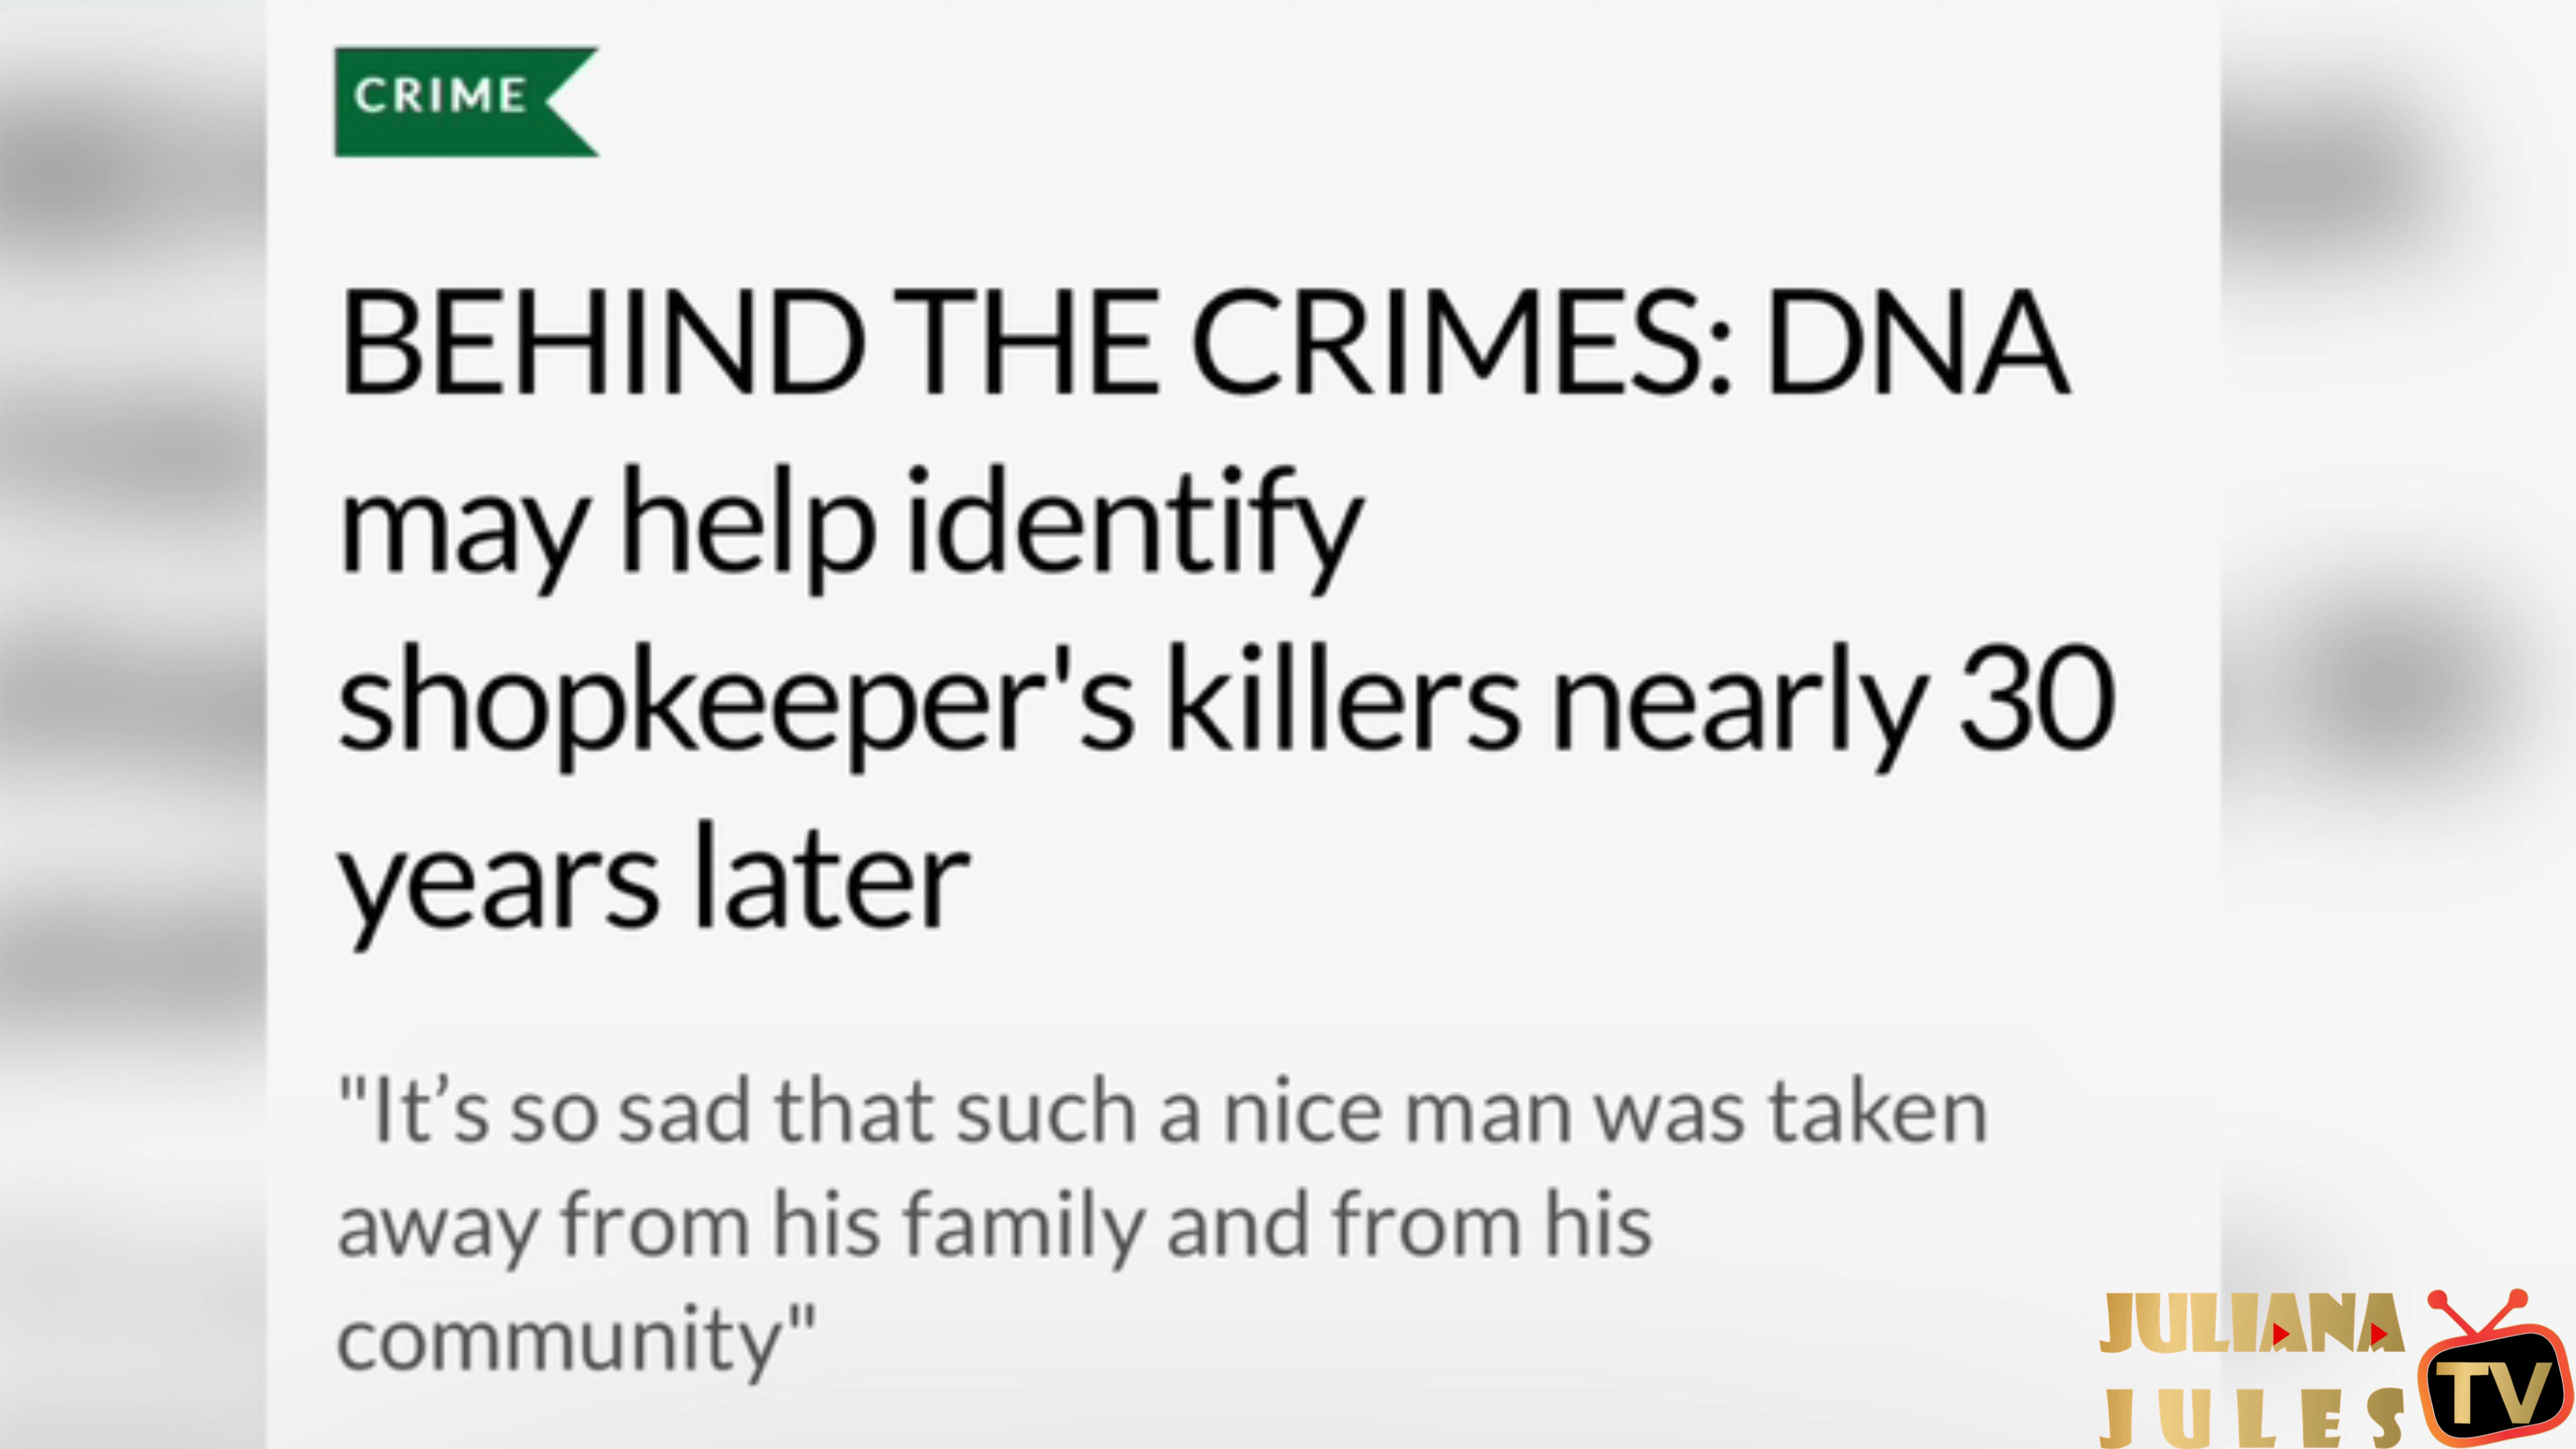 CRIME
BEHIND THE CRIMES: DNA
may help identify
shopkeeper's killers nearly 30
years later
"It’s so sad that such a nice man was taken
away from his family and from his
community"
JULIANA
JULES
TV